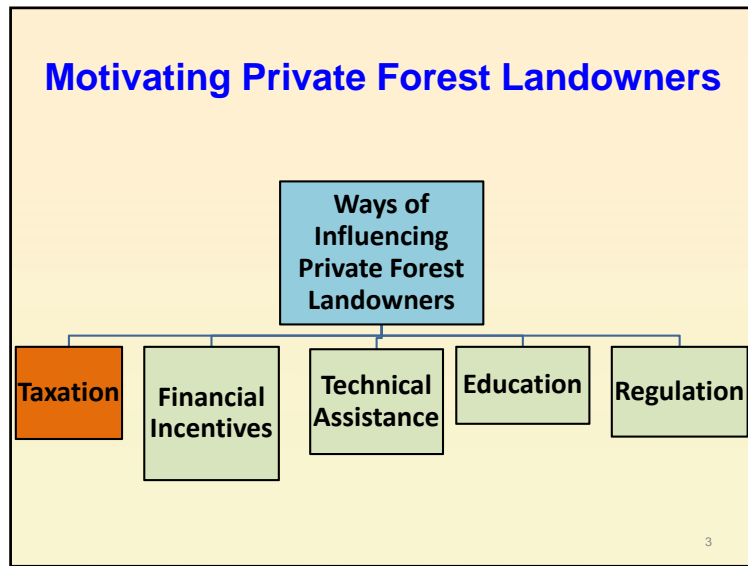 Motivating Private Forest Landowners
Ways of
Influencing
Private Forest
Landowners
Taxation
Financial
Incentives
Technical
Assistance
Education
Regulation
3